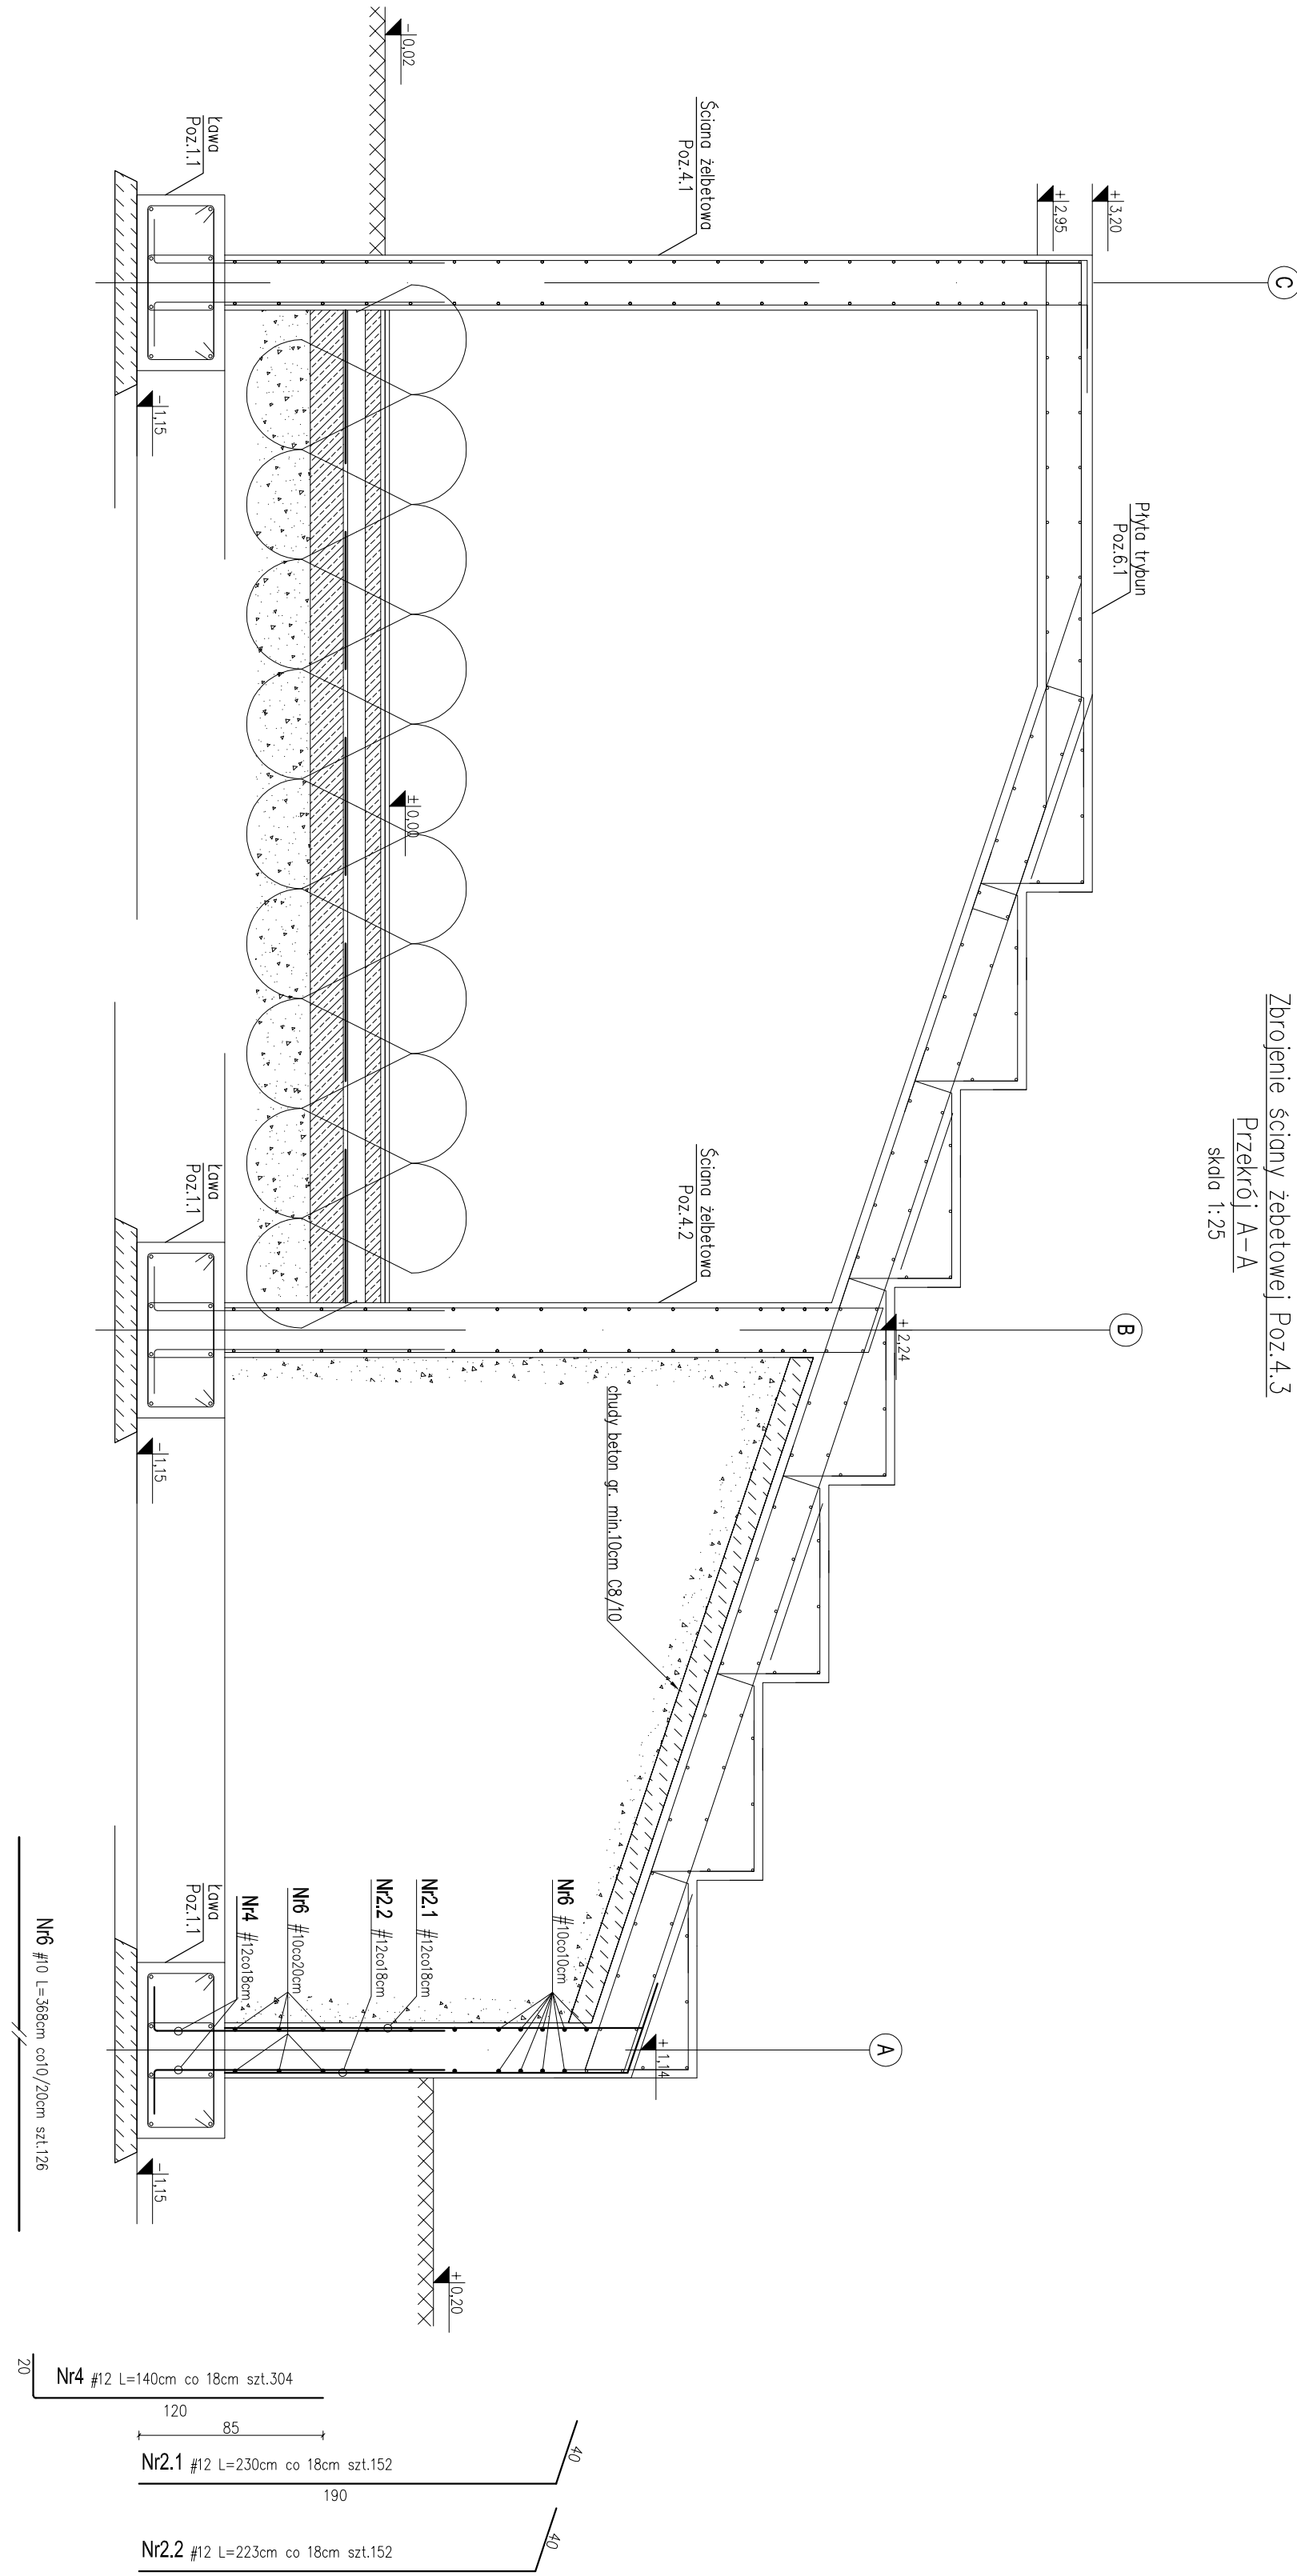 Zbrojenie ściany żebetowej Poz.4.3
Przekrój A–A
skala 1:25
C
B
A
+3,20
+2,95
-0,02
Ściana żelbetowa
Poz.4.1
Ława
Poz.1.1
-1,15
Płyta trybun
Poz.6.1
±0,00
Ściana żelbetowa
Poz.4.2
Ława
Poz.1.1
-1,15
+2,24
chudy beton gr. min.10cm C8/10
Nr6 #10co10cm
Nr2.1 #12co18cm
Nr2.2 #12co18cm
Nr6 #10co20cm
Nr4 #12co18cm
Ława
Poz.1.1
+1,14
-1,15
+0,20
Nr6 #10 L=368cm co10/20cm szt.126
20
Nr4 #12 L=140cm co 18cm szt.304
120
85
Nr2.1 #12 L=230cm co 18cm szt.152
40
190
Nr2.2 #12 L=223cm co 18cm szt.152
40